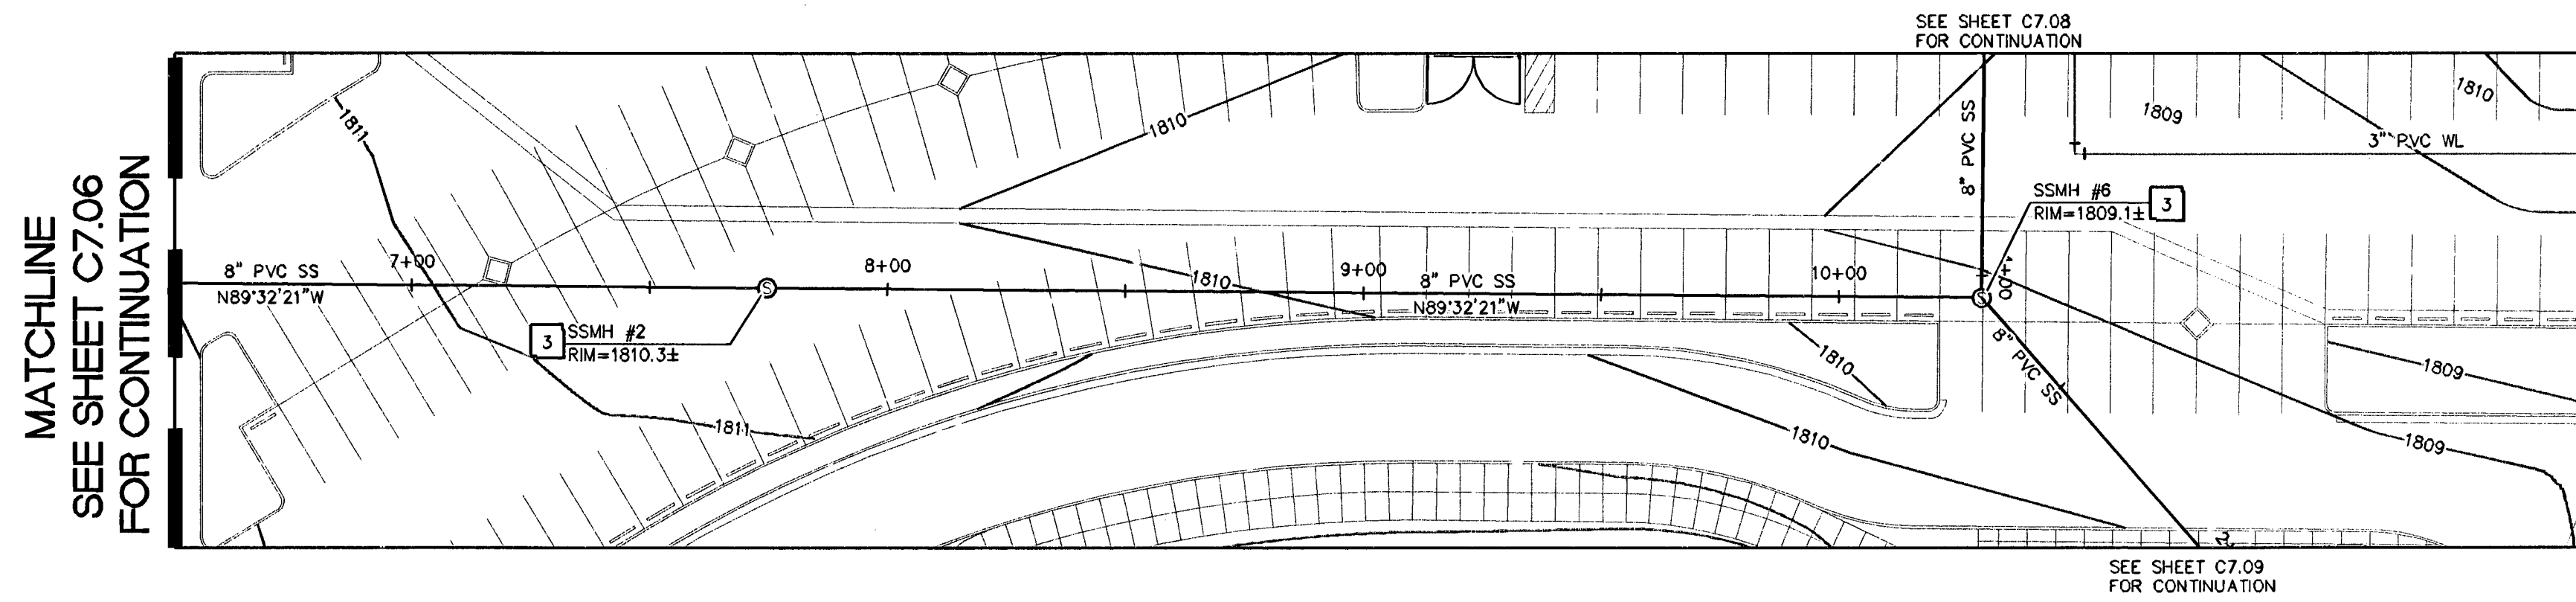 SEE SHEET C7.08
FOR CONTINUATION
MATCHLINE
SEE SHEET C7.06
FOR CONTINUATION
1811
1810
8" PVC SS
1809
1810
3" PVC WL
SSMH #6
RIM=1809.1±
3
8" PVC SS
N89°32'21"W
7+00
8+00
1810
9+00
8" PVC SS
N89°32'21"W
10+00
3
SSMH #2
RIM=1810.3±
+00
8" PVC SS
1810
1809
1811
1810
1809
SEE SHEET C7.09
FOR CONTINUATION